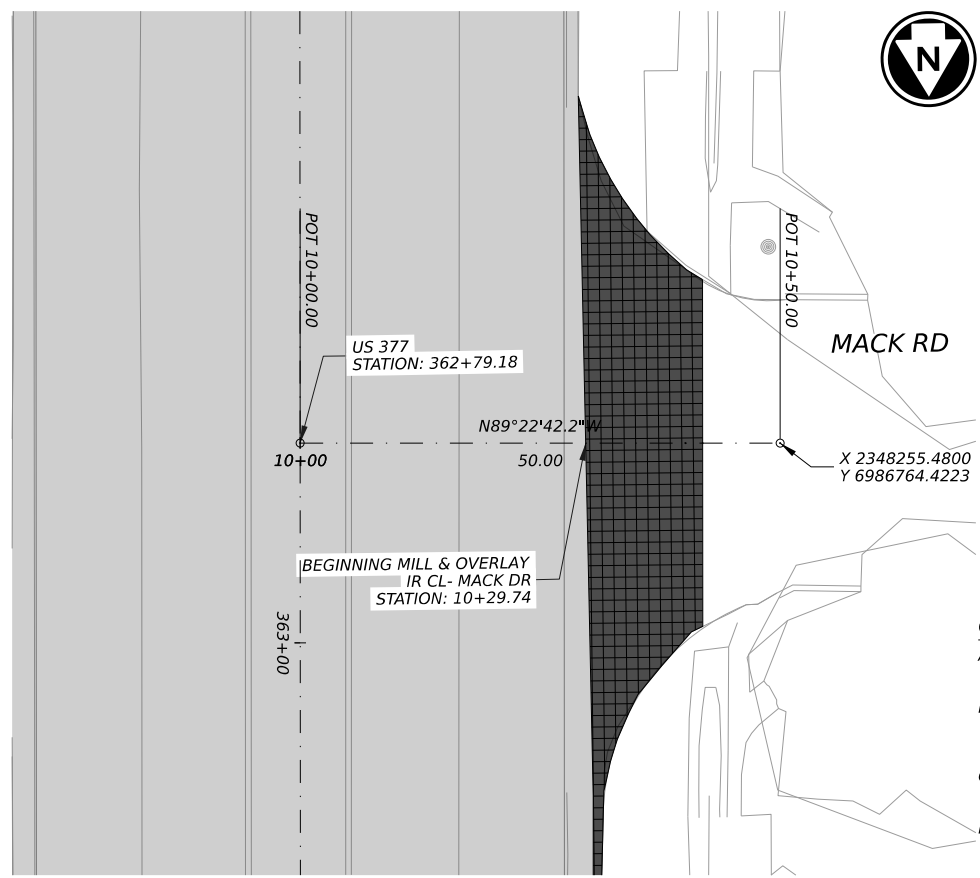 N
POT 10+00.00
POT 10+50.00
MACK RD
US 377
STATION: 362+79.18
N89°22'42.2"W
10+00
50.00
X 2348255.4800
Y 6986764.4223
BEGINNING MILL & OVERLAY
IR CL- MACK DR
STATION: 10+29.74
363+00